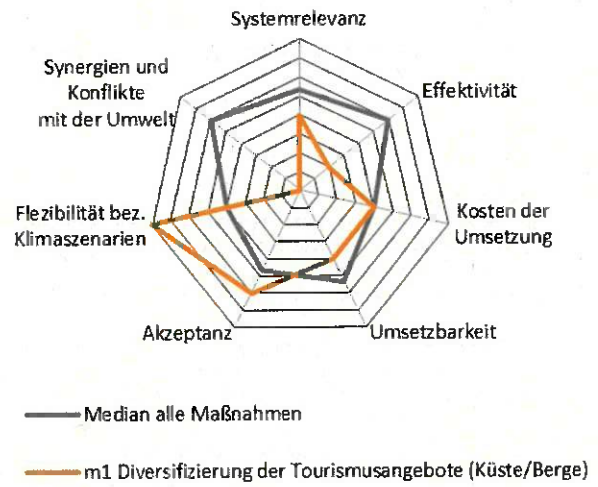 Systemrelevanz
Synergien und
Konflikte
mit der Umwelt
Effektivität
Flezibilität bez.
Klimaszenarien
Kosten der
Umsetzung
Akzeptanz
Umsetzbarkeit
Median alle Maßnahmen
m1 Diversifizierung der Tourismusangebote (Küste/Berge)